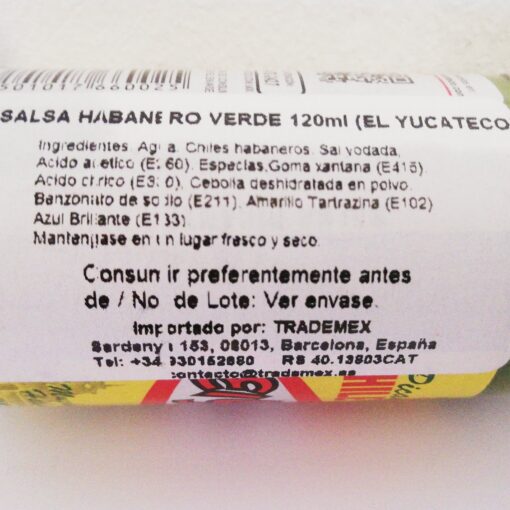 SALSA HABANERO VERDE 120ml (EL YUCATECO
Ingredientes. Agua. Chiles habaneros. Sal yodada,
Acido acetico (E260). Especias,Goma xantana (E415).
Acido citrico (E330), Cebolla deshidratada en polvo.
Banzonato de sodio (E211). Amarillo Tartrazina (E102)
Azul Brillante (E133).
Mantengase en un lugar fresco y seco.
Consumir preferentemente antes
de / No. de Lote: Ver envase.
Importado por: TRADEMEX
Sardenya 153, 08013, Barcelona, España
Tel: +34 930152680 RS 40.13803CAT
contacto@trademex.es